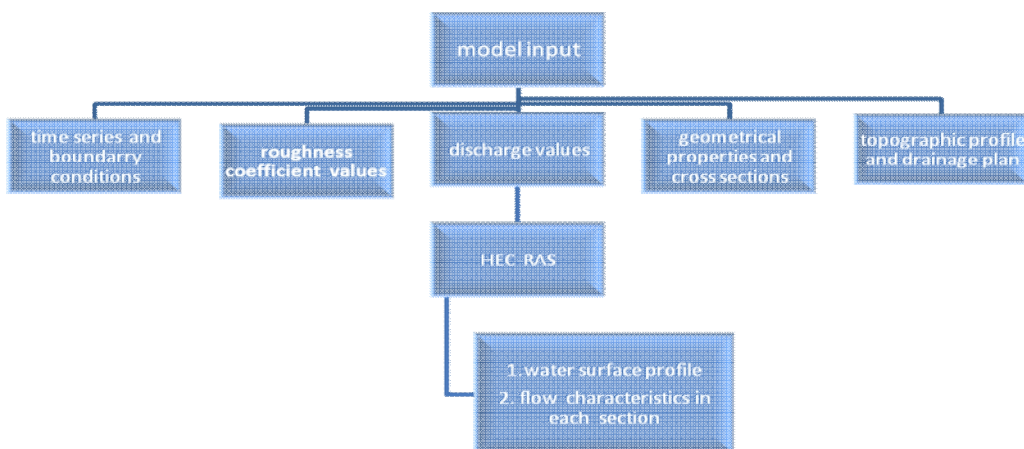 model input
time series and
boundarry
conditions
roughness
coefficient values
discharge values
geometrical
properties and
cross sections
topographic profile
and drainage plan
HEC RAS
1. water surface profile
2. flow characteristics in
each section